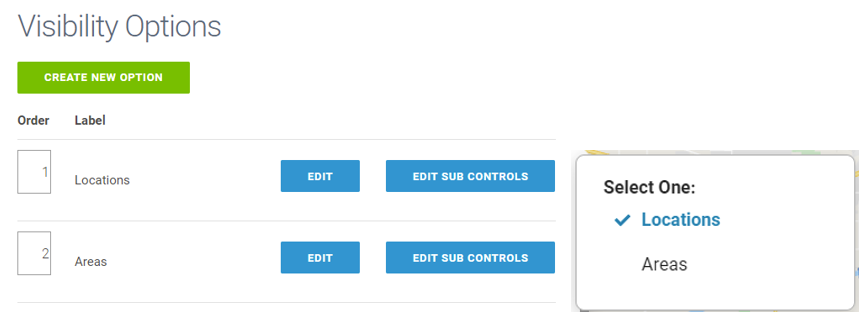 Visibility Options
CREATE NEW OPTION
Order Label
1 Locations EDIT EDIT SUB CONTROLS
2 Areas EDIT EDIT SUB CONTROLS
Select One:
Locations
Areas